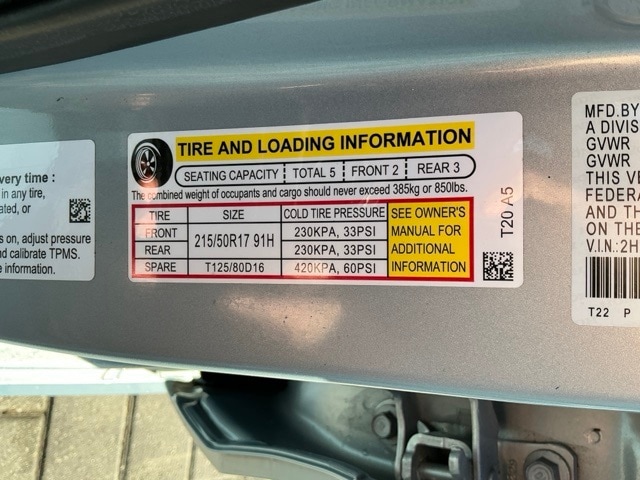 very time :
in any tire,
ated, or
s on, adjust pressure
nd calibrate TPMS.
TIRE AND LOADING INFORMATION
SEATING CAPACITY TOTAL 5 FRONT 2 REAR 3
The combined weight of occupants and cargo should never exceed 385kg or 850lbs.
TIRE SIZE COLD TIRE PRESSURE
FRONT 215/50R17 91H 230KPA, 33PSI
REAR 230KPA, 33PSI
SPARE T125/80D16 420KPA, 60PSI
SEE OWNER'S
MANUAL FOR
ADDITIONAL
INFORMATION
T20 A5
MFD.BY
A DIVIS
GVWR
GVWR
THIS VE
FEDERA
AND TH
ON THE
V.I.N.:2H
T22 P